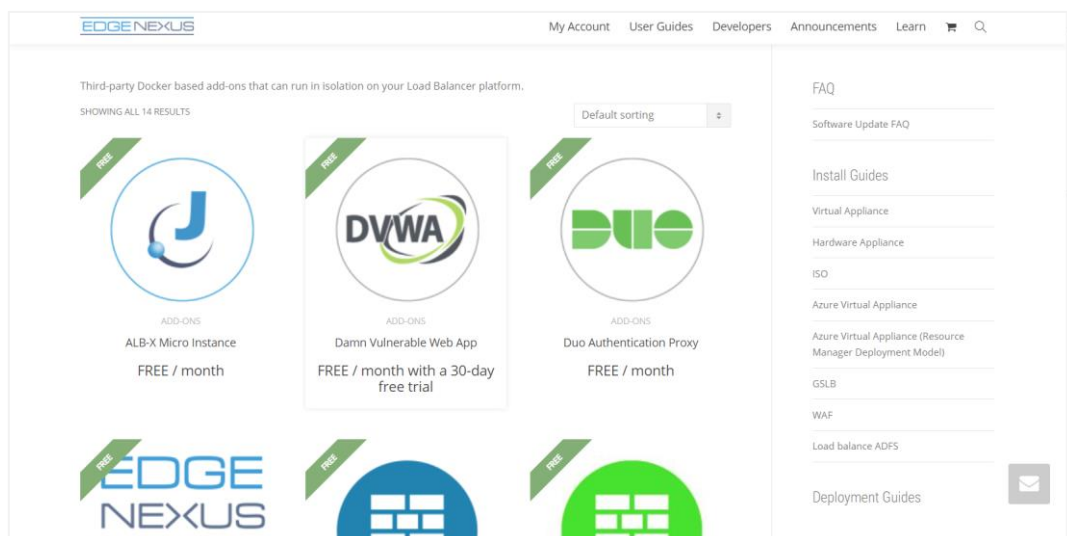 EDGE NEXUS
My Account User Guides Developers Announcements Learn
Third-party Docker based add-ons that can run in isolation on your Load Balancer platform.
SHOWING ALL 14 RESULTS
Default sorting
FREE
ADD-ONS
ALB-X Micro Instance
FREE / month
FREE
DVWA
ADD-ONS
Damn Vulnerable Web App
FREE / month with a 30-day
free trial
FREE
DUO
ADD-ONS
Duo Authentication Proxy
FREE / month
FREE
EDGE
NEXUS
FREE
FREE
FAQ
Software Update FAQ
Install Guides
Virtual Appliance
Hardware Appliance
ISO
Azure Virtual Appliance
Azure Virtual Appliance (Resource
Manager Deployment Model)
GSLB
WAF
Load balance ADFS
Deployment Guides